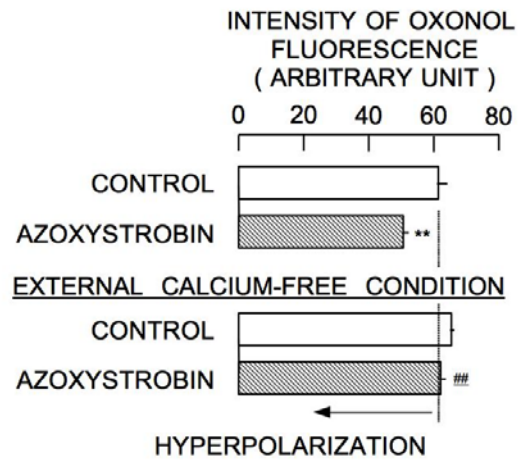 INTENSITY OF OXONOL
FLUORESCENCE
( ARBITRARY UNIT )
0 20 40 60 80
CONTROL
AZOXYSTROBIN **
EXTERNAL CALCIUM-FREE CONDITION
CONTROL
AZOXYSTROBIN ##
HYPERPOLARIZATION